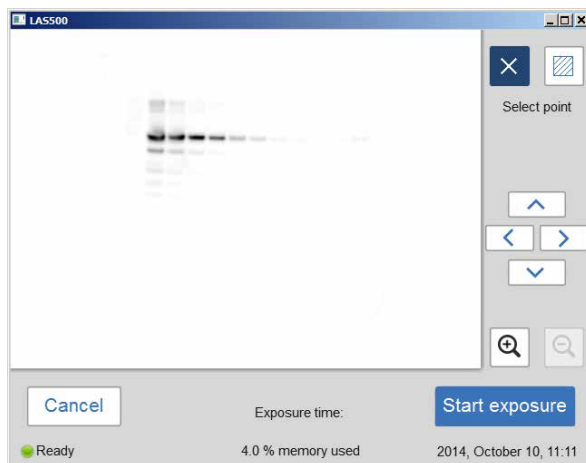 LAS500
Select point
Cancel
Exposure time:
Start exposure
Ready
4.0 % memory used
2014, October 10, 11:11